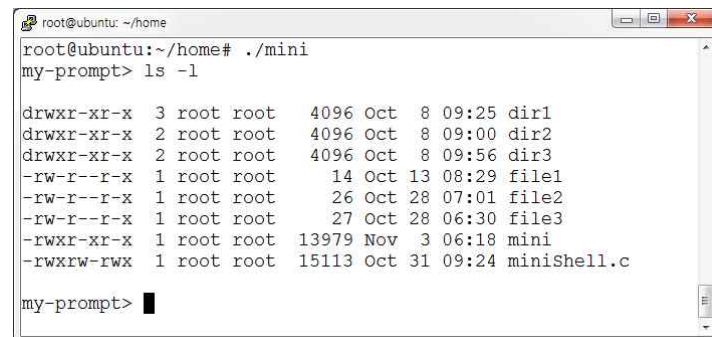 root@ubuntu: ~/home
root@ubuntu:~/home# ./mini
my-prompt> ls -l
drwxr-xr-x 3 root root 4096 Oct 8 09:25 dir1
drwxr-xr-x 2 root root 4096 Oct 8 09:00 dir2
drwxr-xr-x 2 root root 4096 Oct 8 09:56 dir3
-rw-r--r-x 1 root root 14 Oct 13 08:29 file1
-rw-r--r-x 1 root root 26 Oct 28 07:01 file2
-rw-r--r-x 1 root root 27 Oct 28 06:30 file3
-rwxr-xr-x 1 root root 13979 Nov 3 06:18 mini
-rwxrw-rwx 1 root root 15113 Oct 31 09:24 miniShell.c
my-prompt>